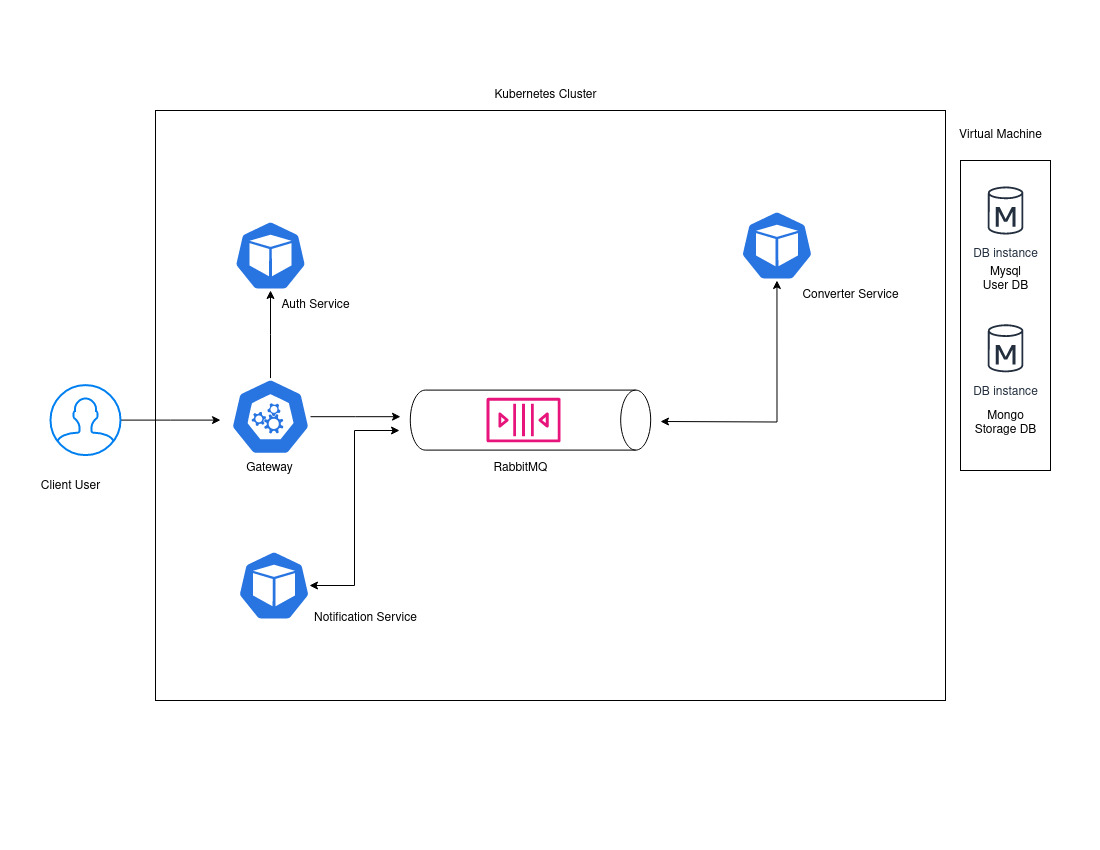 Kubernetes Cluster
Virtual Machine
M
DB instance
Mysql
User DB
Auth Service
Converter Service
M
DB instance
Mongo
Storage DB
Gateway
RabbitMQ
Client User
Notification Service